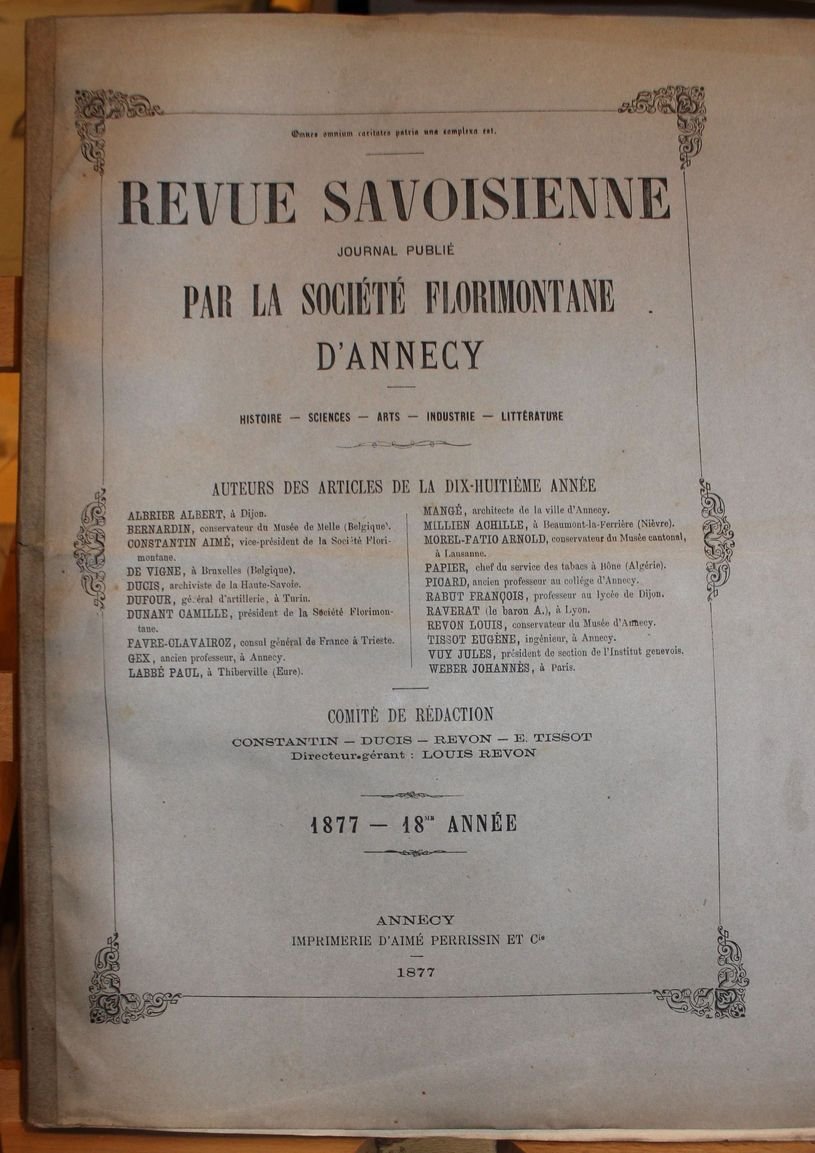 Omnes omnium caritates patria una complexa est.
REVUE SAVOISIENNE
JOURNAL PUBLIÉ
PAR LA SOCIÉTÉ FLORIMONTANE
D'ANNECY
HISTOIRE — SCIENCES — ARTS — INDUSTRIE — LITTÉRATURE
AUTEURS DES ARTICLES DE LA DIX-HUITIÈME ANNÉE
ALBRIER ALBERT, à Dijon.
BERNARDIN, conservateur du Musée de Melle (Belgique).
CONSTANTIN AIMÉ, vice-président de la Société Flori-
montane.
DE VIGNE, à Bruxelles (Belgique).
DUCIS, archiviste de la Haute-Savoie.
DUFOUR, général d'artillerie, à Turin.
DUNANT CAMILLE, président de la Société Florimon-
tane.
FAVRE-CLAVAIROZ, consul général de France à Trieste.
GEX, ancien professeur, à Annecy.
LABBÉ PAUL, à Thiberville (Eure).
MANGÉ, architecte de la ville d'Annecy.
MILLIEN ACHILLE, à Beaumont-la-Ferrière (Nièvre).
MOREL-FATIO ARNOLD, conservateur du Musée cantonal,
à Lausanne.
PAPIER, chef du service des tabacs à Bône (Algérie).
PICARD, ancien professeur au collége d'Annecy.
RABUT FRANÇOIS, professeur au lycée de Dijon.
RAVERAT (le baron A.), à Lyon.
REVON LOUIS, conservateur du Musée d'Annecy.
TISSOT EUGÈNE, ingénieur, à Annecy.
VUY JULES, président de section de l'Institut genevois.
WEBER JOHANNÈS, à Paris.
COMITÉ DE RÉDACTION
CONSTANTIN — DUCIS — REVON — E. TISSOT
Directeur-gérant : LOUIS REVON
1877 — 18me ANNÉE
ANNECY
IMPRIMERIE D'AIMÉ PERRISSIN ET Cie
1877